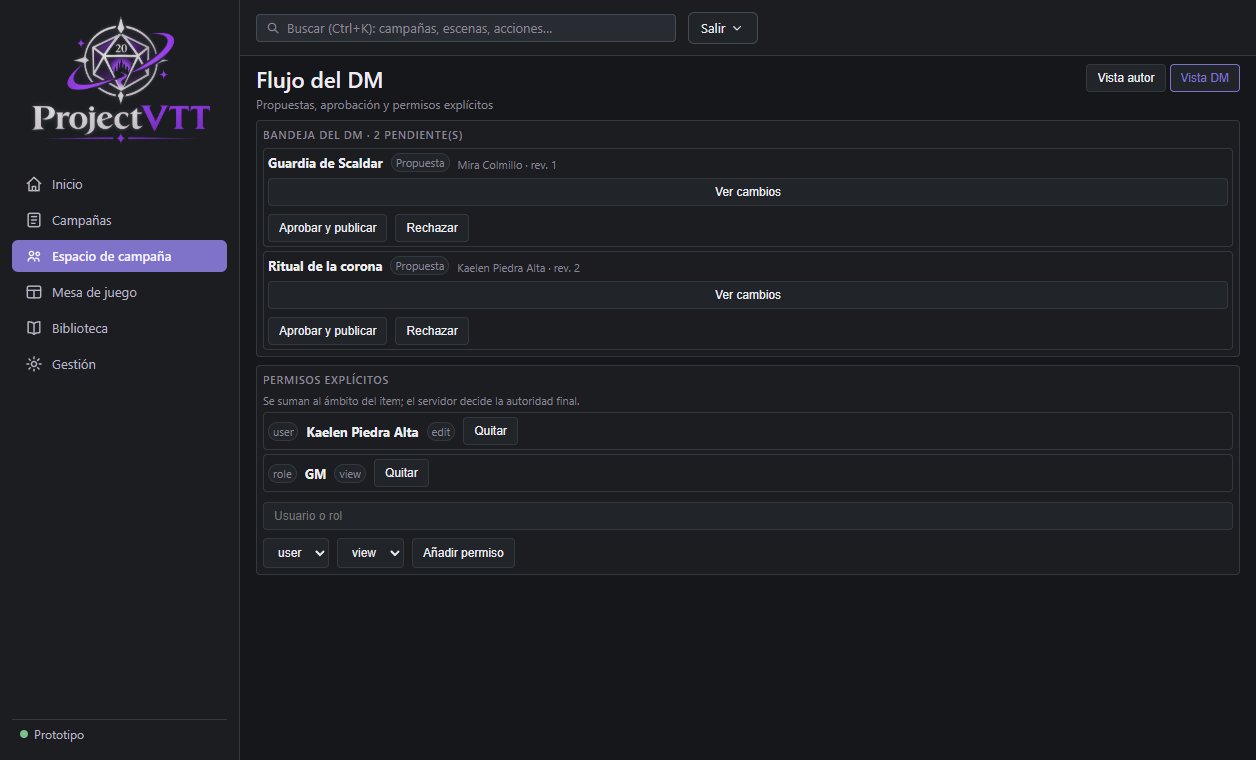 20
ProjectVTT
Inicio
Campañas
Espacio de campaña
Mesa de juego
Biblioteca
Gestión
Prototipo
Buscar (Ctrl+K): campañas, escenas, acciones...
Salir
Flujo del DM
Propuestas, aprobación y permisos explícitos
Vista autor
Vista DM
BANDEJA DEL DM · 2 PENDIENTE(S)
Guardia de Scaldar Propuesta Mira Colmillo · rev. 1
Ver cambios
Aprobar y publicar Rechazar
Ritual de la corona Propuesta Kaelen Piedra Alta · rev. 2
Ver cambios
Aprobar y publicar Rechazar
PERMISOS EXPLÍCITOS
Se suman al ámbito del ítem; el servidor decide la autoridad final.
user Kaelen Piedra Alta edit Quitar
role GM view Quitar
Usuario o rol
user view Añadir permiso